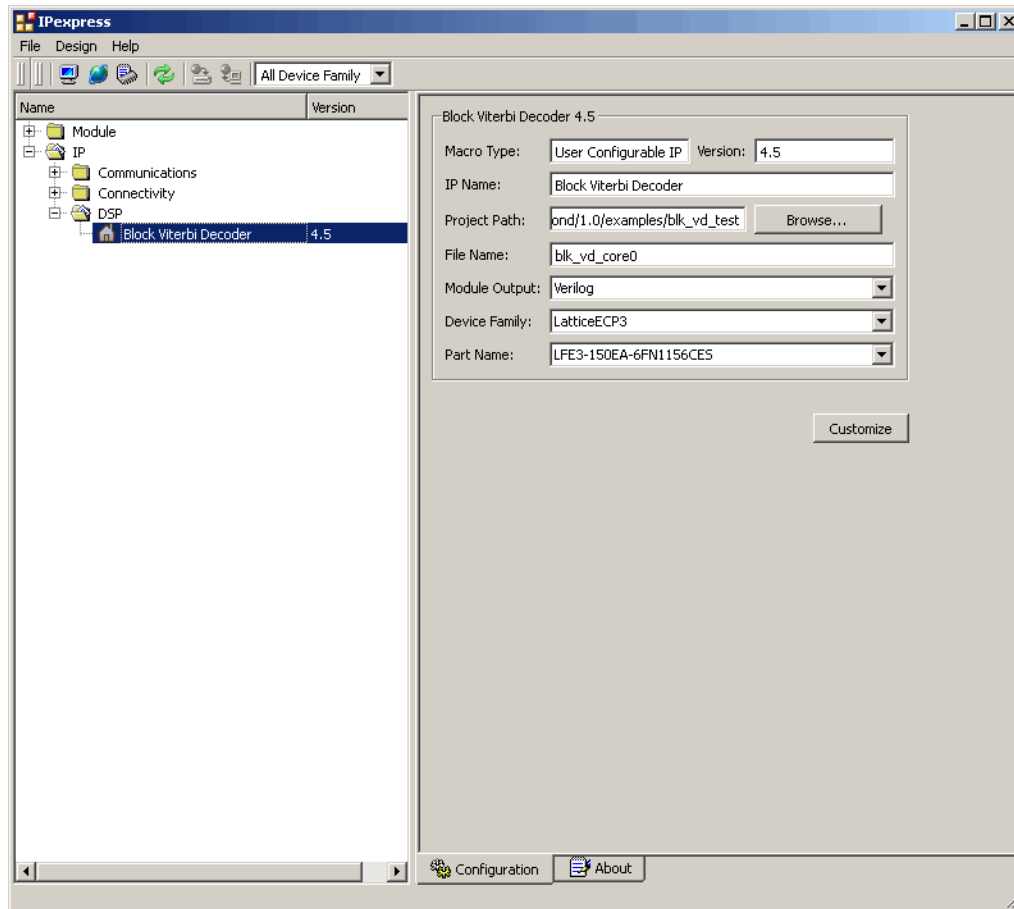 IPexpress
File Design Help
All Device Family
Name Version
Module
IP
Communications
Connectivity
DSP
Block Viterbi Decoder 4.5
Block Viterbi Decoder 4.5
Macro Type: User Configurable IP Version: 4.5
IP Name: Block Viterbi Decoder
Project Path: ond/1.0/examples/blk_vd_test Browse...
File Name: blk_vd_core0
Module Output: Verilog
Device Family: LatticeECP3
Part Name: LFE3-150EA-6FN1156CES
Customize
Configuration About